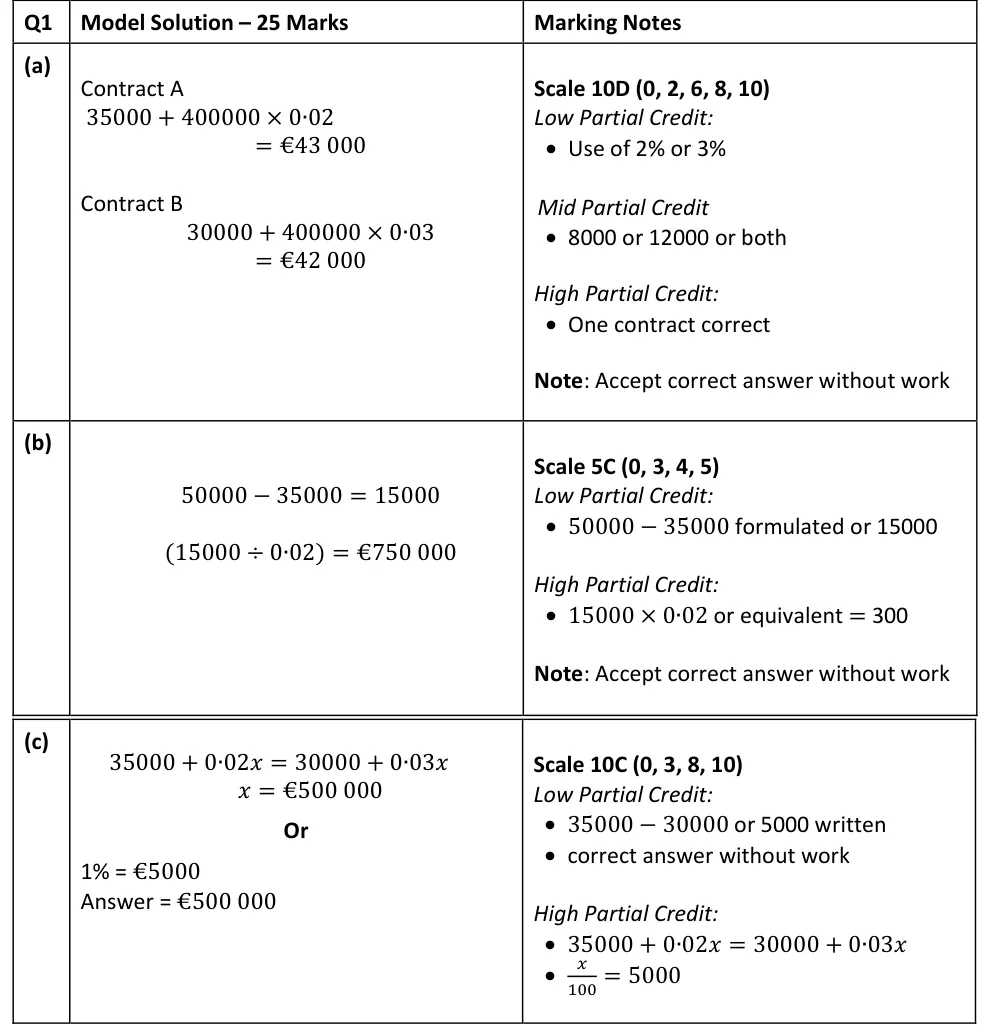 Q1 Model Solution – 25 Marks Marking Notes
(a)
Contract A
35000 + 400000 × 0·02
= €43 000
Contract B
30000 + 400000 × 0·03
= €42 000
Scale 10D (0, 2, 6, 8, 10)
Low Partial Credit:
• Use of 2% or 3%
Mid Partial Credit
• 8000 or 12000 or both
High Partial Credit:
• One contract correct
Note: Accept correct answer without work
(b)
50000 − 35000 = 15000
(15000 ÷ 0·02) = €750 000
Scale 5C (0, 3, 4, 5)
Low Partial Credit:
• 50000 − 35000 formulated or 15000
High Partial Credit:
• 15000 × 0·02 or equivalent = 300
Note: Accept correct answer without work
(c)
35000 + 0·02x = 30000 + 0·03x
x = €500 000
Or
1% = €5000
Answer = €500 000
Scale 10C (0, 3, 8, 10)
Low Partial Credit:
• 35000 − 30000 or 5000 written
• correct answer without work
High Partial Credit:
• 35000 + 0·02x = 30000 + 0·03x
• x/100 = 5000